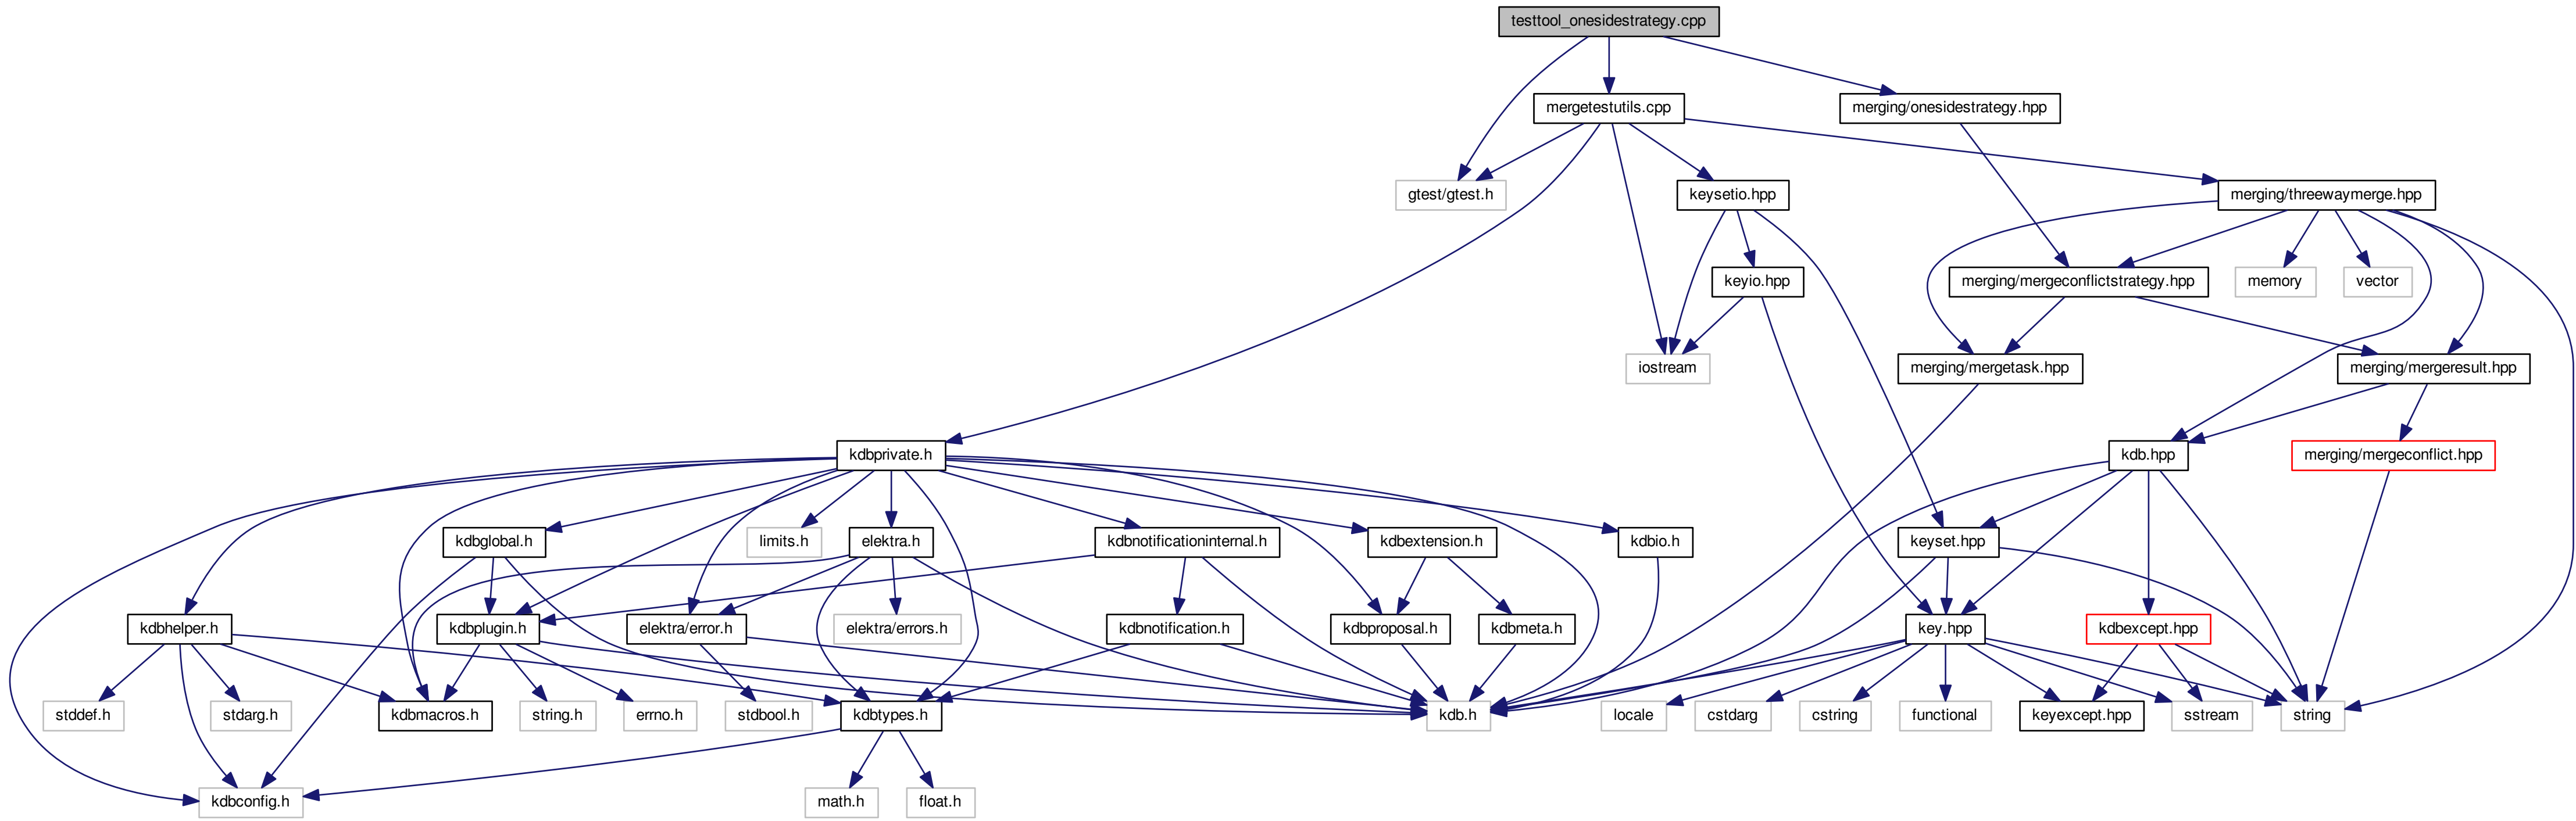 testtool_onesidestrategy.cpp
mergetestutils.cpp
merging/onesidestrategy.hpp
gtest/gtest.h
keysetio.hpp
merging/threewaymerge.hpp
keyio.hpp
merging/mergeconflictstrategy.hpp
memory
vector
iostream
merging/mergetask.hpp
merging/mergeresult.hpp
kdbprivate.h
kdb.hpp
merging/mergeconflict.hpp
kdbglobal.h
limits.h
elektra.h
kdbnotificationinternal.h
kdbextension.h
kdbio.h
keyset.hpp
kdbhelper.h
kdbplugin.h
elektra/error.h
elektra/errors.h
kdbnotification.h
kdbproposal.h
kdbmeta.h
key.hpp
kdbexcept.hpp
stddef.h
stdarg.h
kdbmacros.h
string.h
errno.h
stdbool.h
kdbtypes.h
kdb.h
locale
cstdarg
cstring
functional
keyexcept.hpp
sstream
string
kdbconfig.h
math.h
float.h